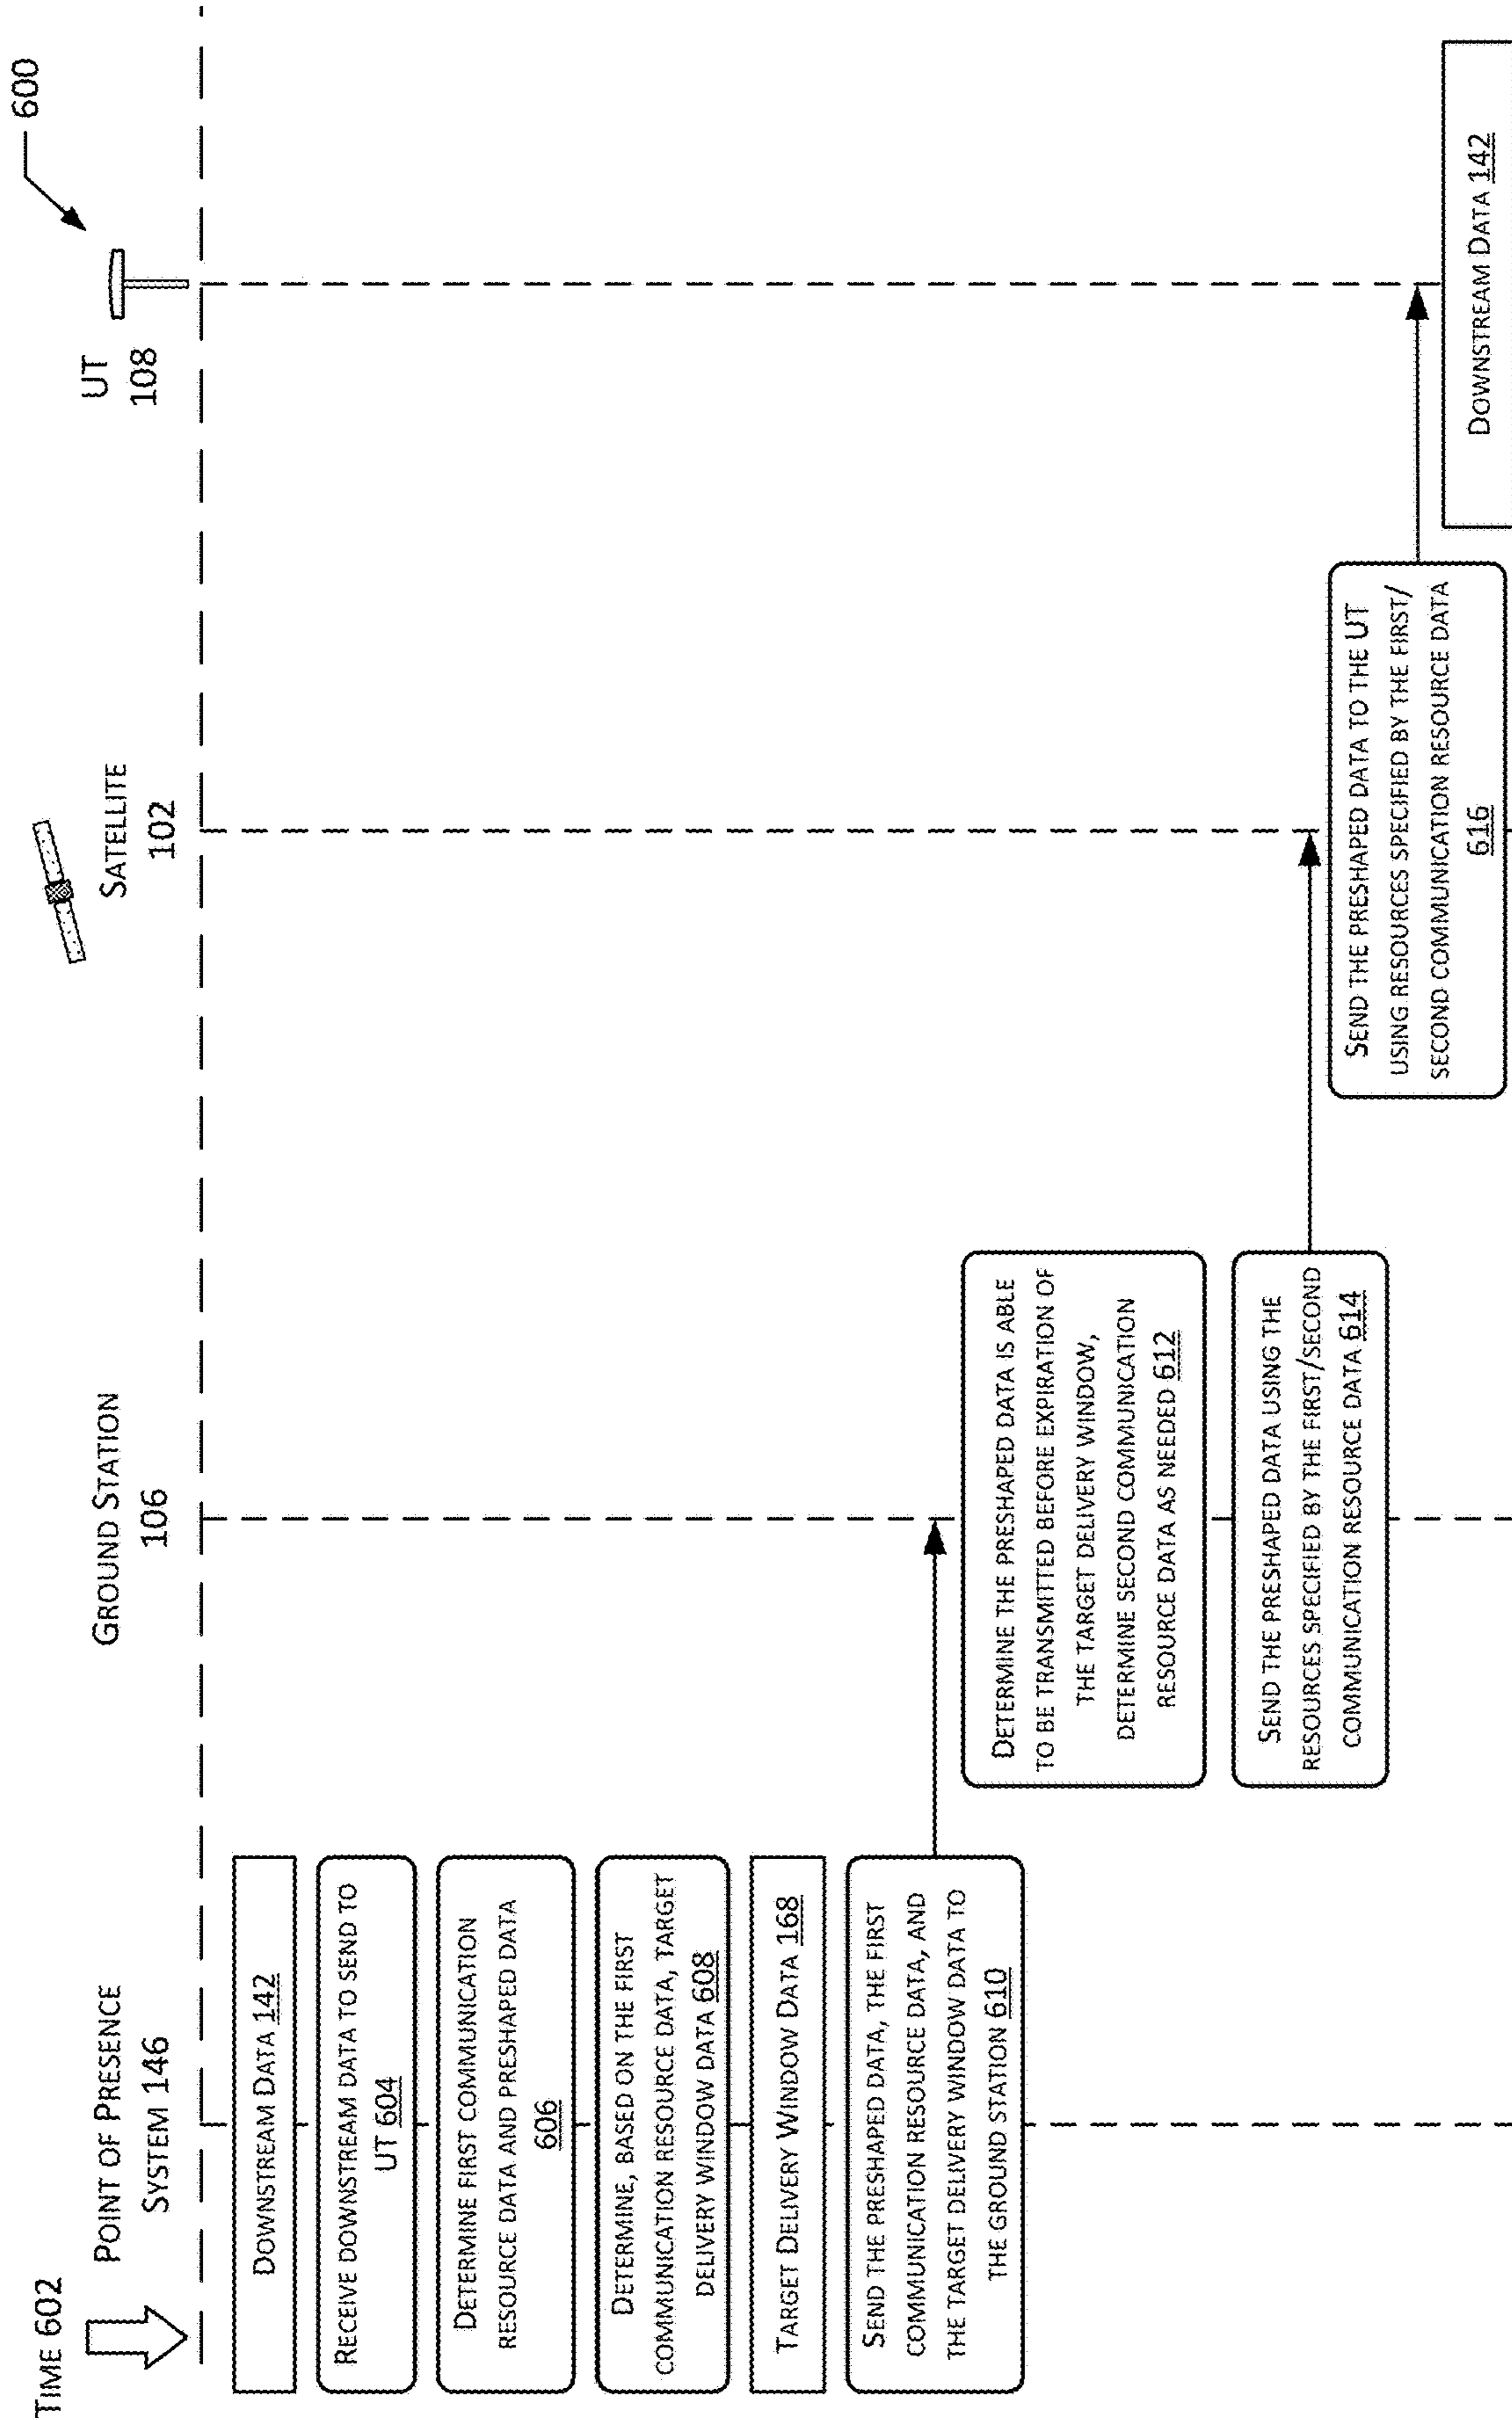 600
TIME 602
POINT OF PRESENCE
SYSTEM 146
GROUND STATION
106
SATELLITE
102
UT
108
DOWNSTREAM DATA 142
RECEIVE DOWNSTREAM DATA TO SEND TO
UT 604
DETERMINE FIRST COMMUNICATION
RESOURCE DATA AND PRESHAPED DATA
606
DETERMINE, BASED ON THE FIRST
COMMUNICATION RESOURCE DATA, TARGET
DELIVERY WINDOW DATA 608
TARGET DELIVERY WINDOW DATA 168
SEND THE PRESHAPED DATA, THE FIRST
COMMUNICATION RESOURCE DATA, AND
THE TARGET DELIVERY WINDOW DATA TO
THE GROUND STATION 610
DETERMINE THE PRESHAPED DATA IS ABLE
TO BE TRANSMITTED BEFORE EXPIRATION OF
THE TARGET DELIVERY WINDOW,
DETERMINE SECOND COMMUNICATION
RESOURCE DATA AS NEEDED 612
SEND THE PRESHAPED DATA USING THE
RESOURCES SPECIFIED BY THE FIRST/SECOND
COMMUNICATION RESOURCE DATA 614
SEND THE PRESHAPED DATA TO THE UT
USING RESOURCES SPECIFIED BY THE FIRST/
SECOND COMMUNICATION RESOURCE DATA
616
DOWNSTREAM DATA 142